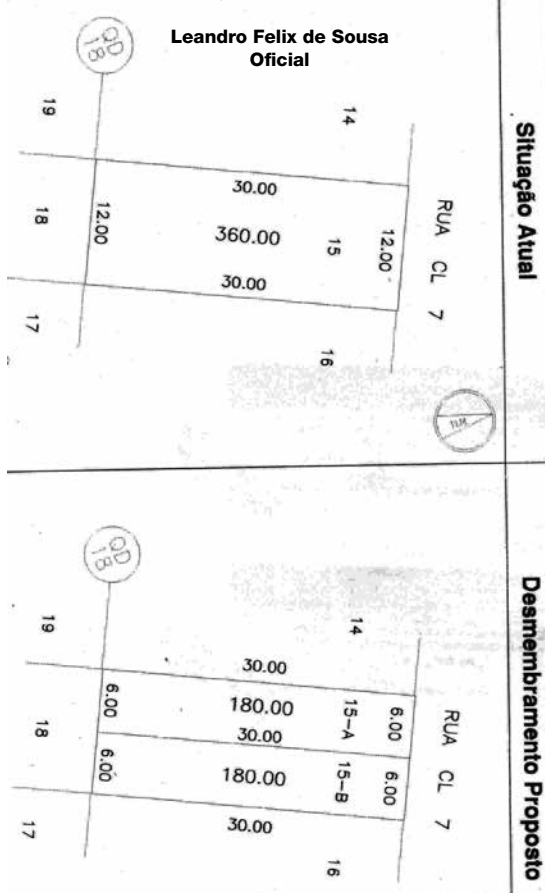 Leandro Felix de Sousa
Oficial
Situação Atual
QD
18
RUA CL 7
14
12.00
30.00
15
360.00
30.00
16
12.00
19
18
17
Desmembramento Proposto
QD
18
RUA CL 7
14
6.00
6.00
15-A
15-B
30.00
180.00
30.00
180.00
30.00
16
6.00
6.00
19
18
17